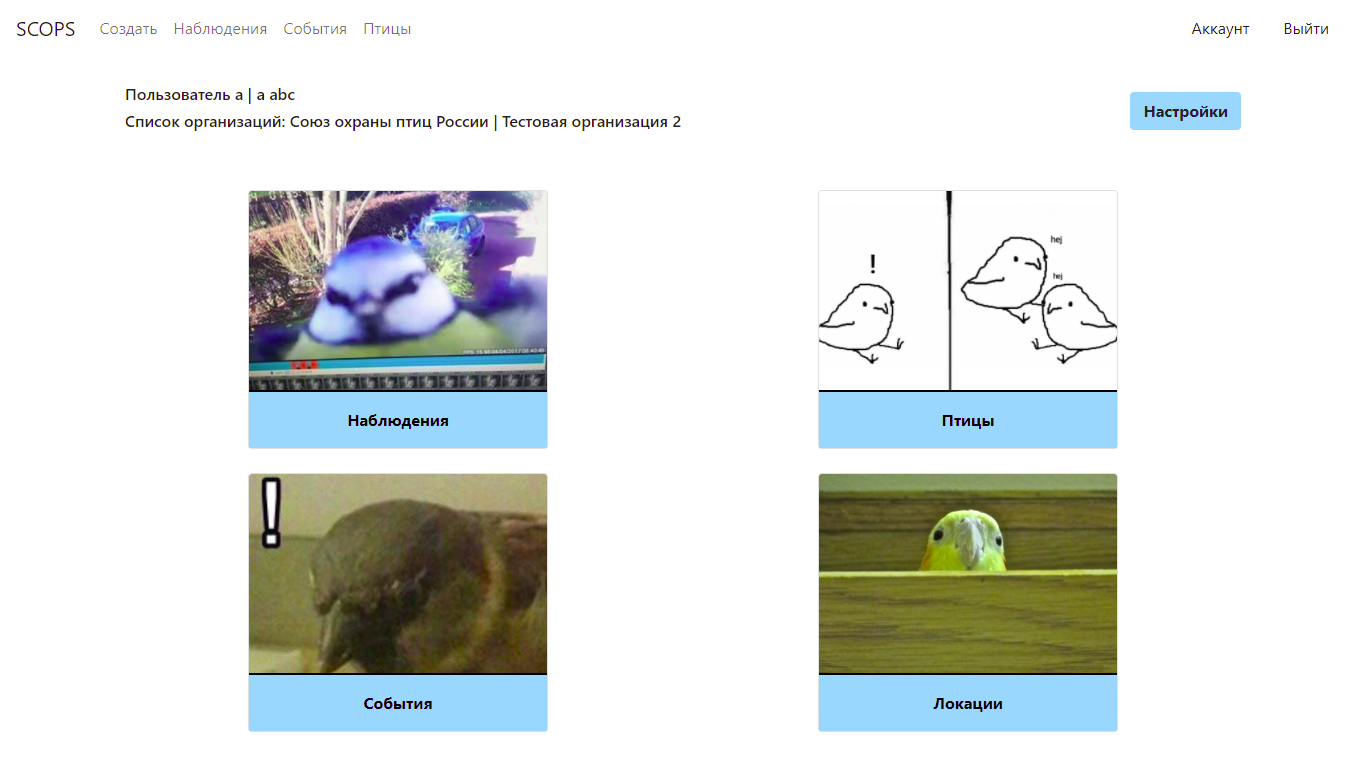 SCOPS Создать Наблюдения События Птицы Аккаунт Выйти
Пользователь a | a abc
Список организаций: Союз охраны птиц России | Тестовая организация 2
Настройки
!
hej
hej
Наблюдения
Птицы
!
События
Локации